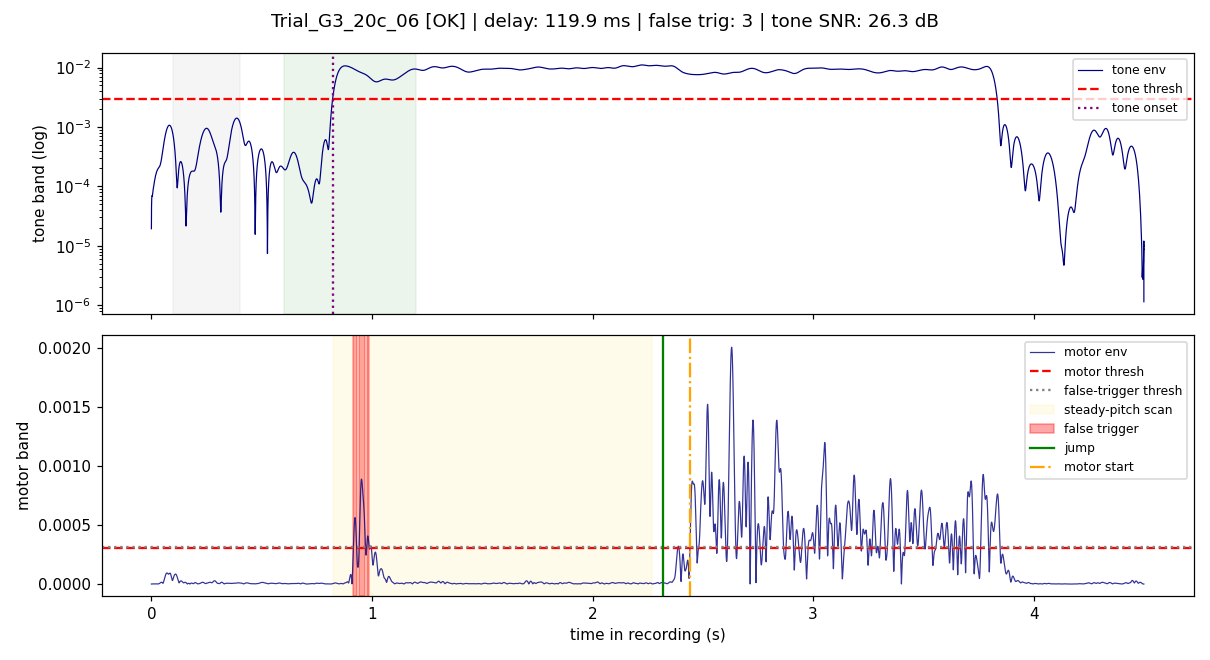 Trial_G3_20c_06 [OK] | delay: 119.9 ms | false trig: 3 | tone SNR: 26.3 dB
tone band (log)
10⁻²
10⁻³
10⁻⁴
10⁻⁵
10⁻⁶
tone env
tone thresh
tone onset
motor band
0.0020
0.0015
0.0010
0.0005
0.0000
motor env
motor thresh
false-trigger thresh
steady-pitch scan
false trigger
jump
motor start
0 1 2 3 4
time in recording (s)